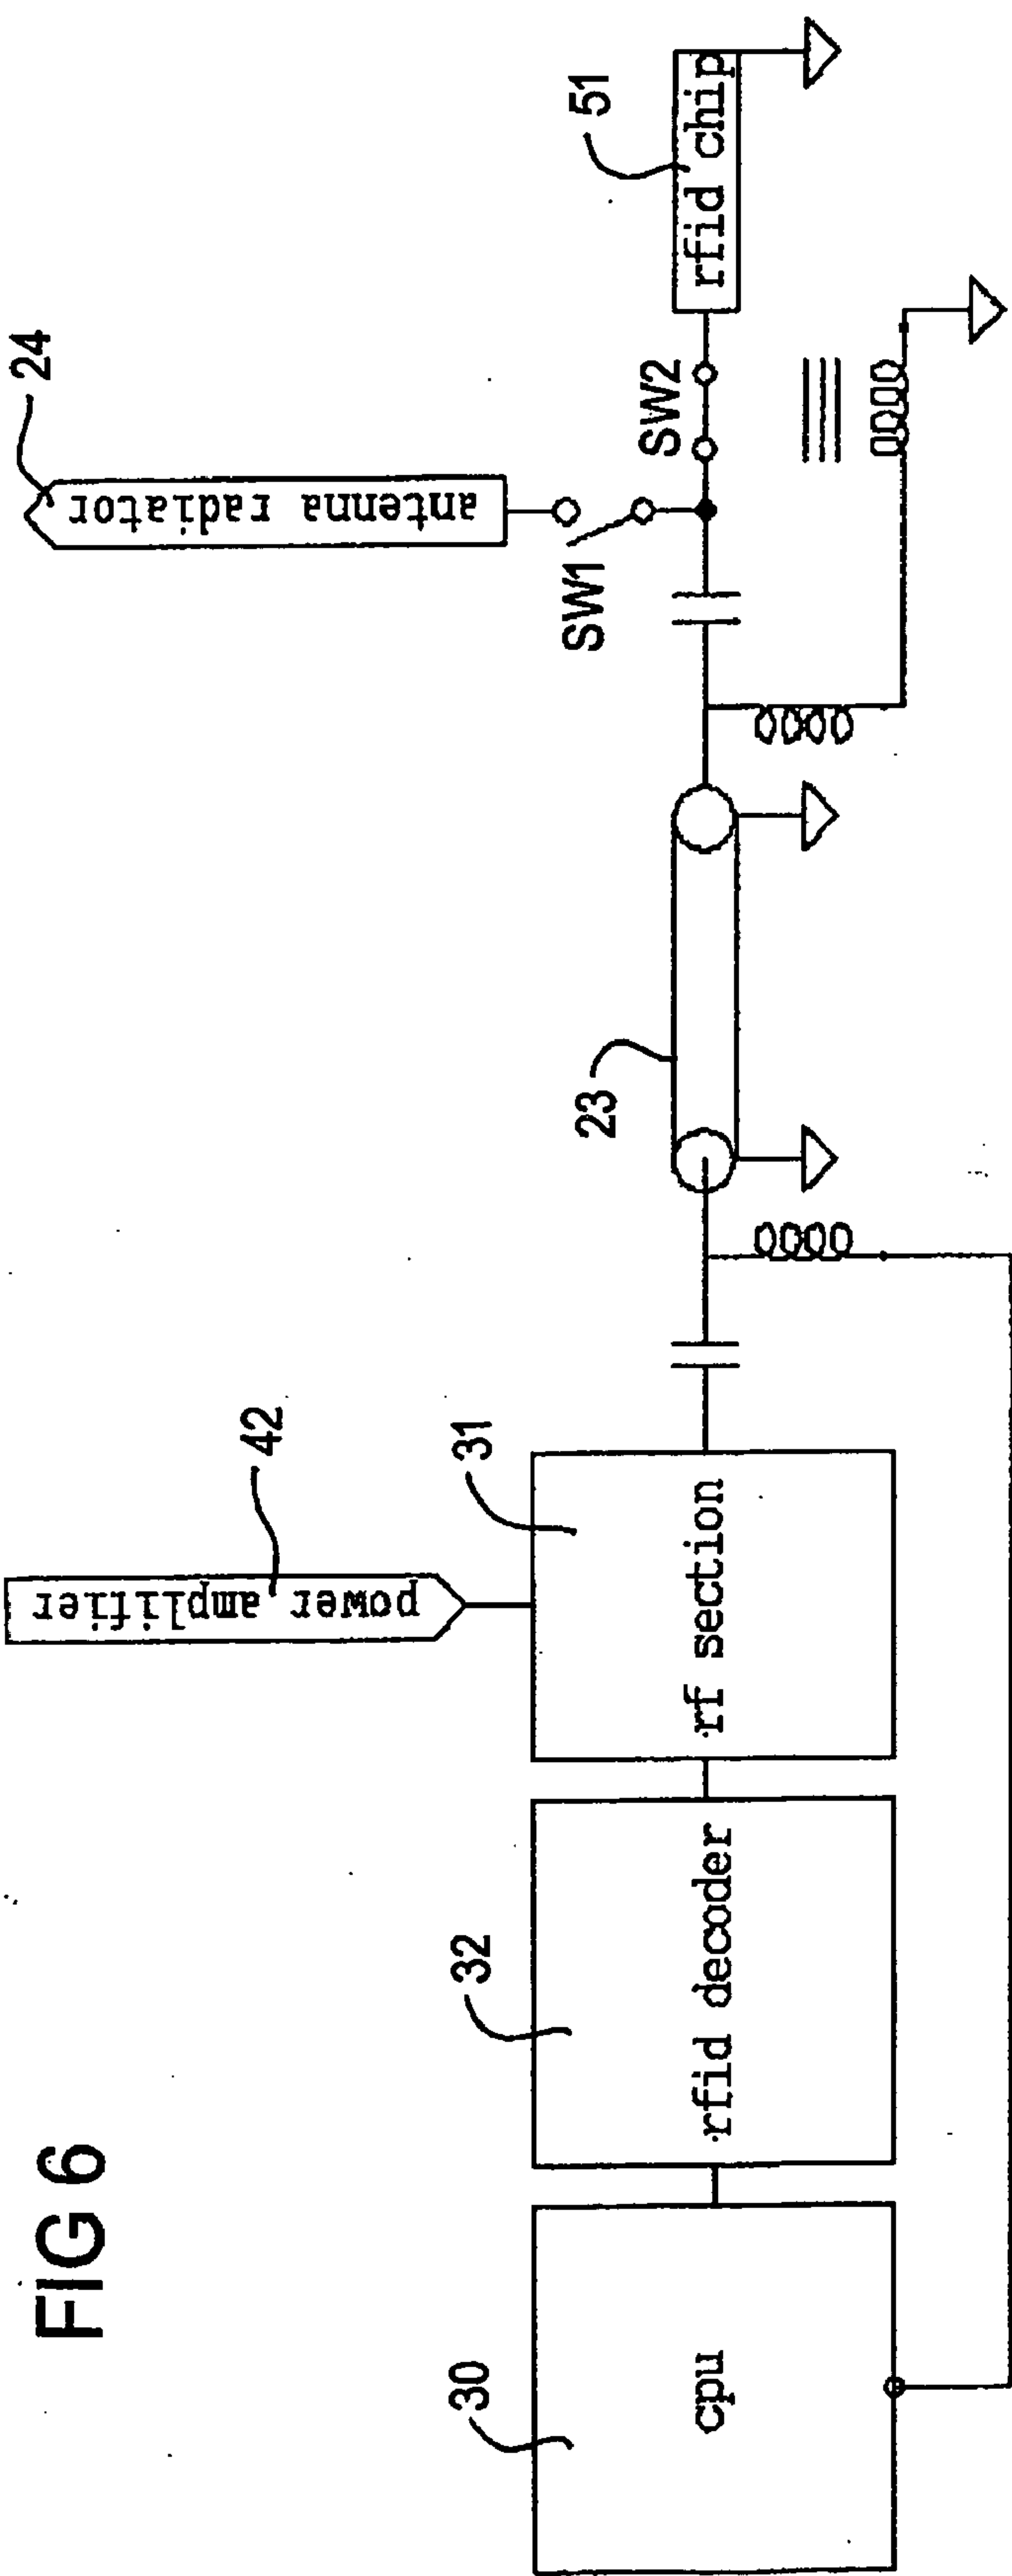 FIG 6
24
antenna radiator
SW1
SW2
51
rfid chip
23
42
power amplifier
31
rf section
32
rfid decoder
30
cpu